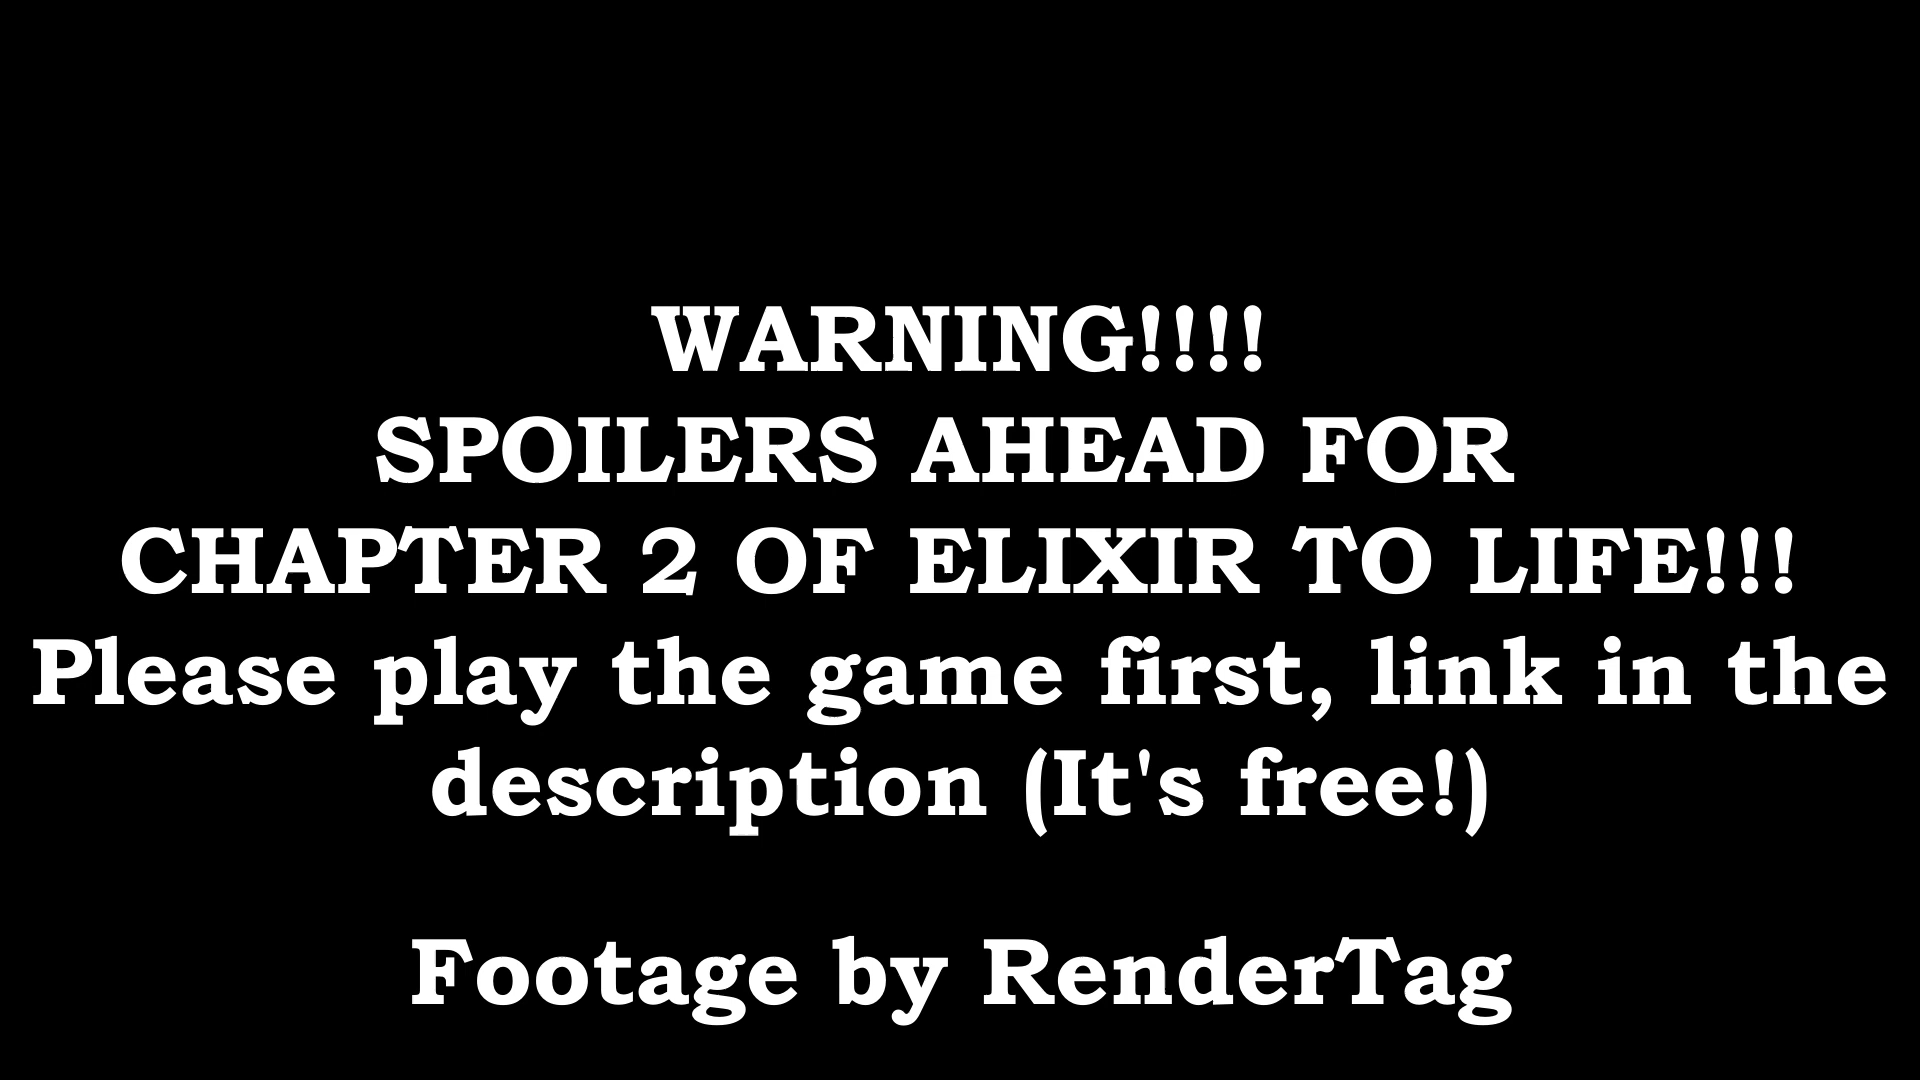 WARNING!!!!
SPOILERS AHEAD FOR
CHAPTER 2 OF ELIXIR TO LIFE!!!
Please play the game first, link in the
description (It's free!)
Footage by RenderTag